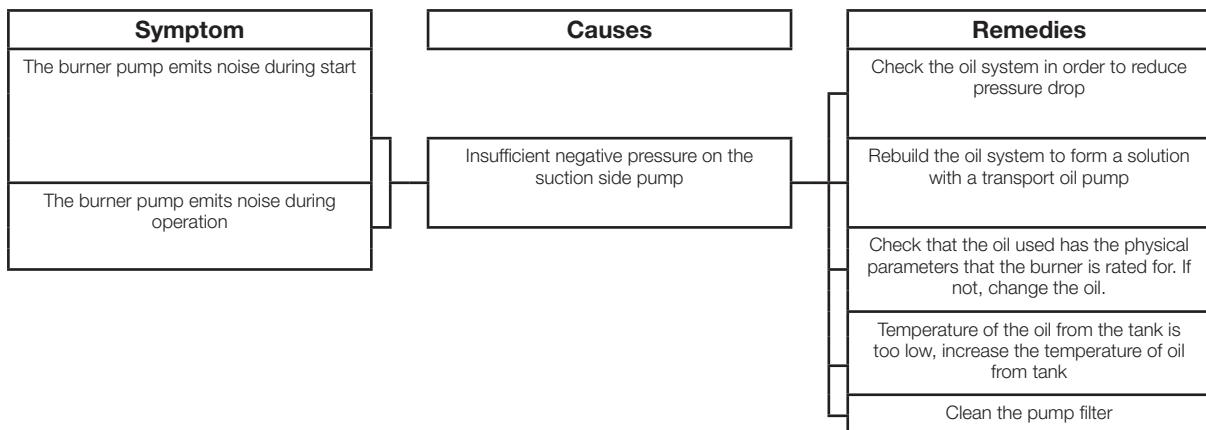 Symptom
Causes
Remedies
The burner pump emits noise during start
The burner pump emits noise during
operation
Insufficient negative pressure on the
suction side pump
Check the oil system in order to reduce
pressure drop
Rebuild the oil system to form a solution
with a transport oil pump
Check that the oil used has the physical
parameters that the burner is rated for. If
not, change the oil.
Temperature of the oil from the tank is
too low, increase the temperature of oil
from tank
Clean the pump filter